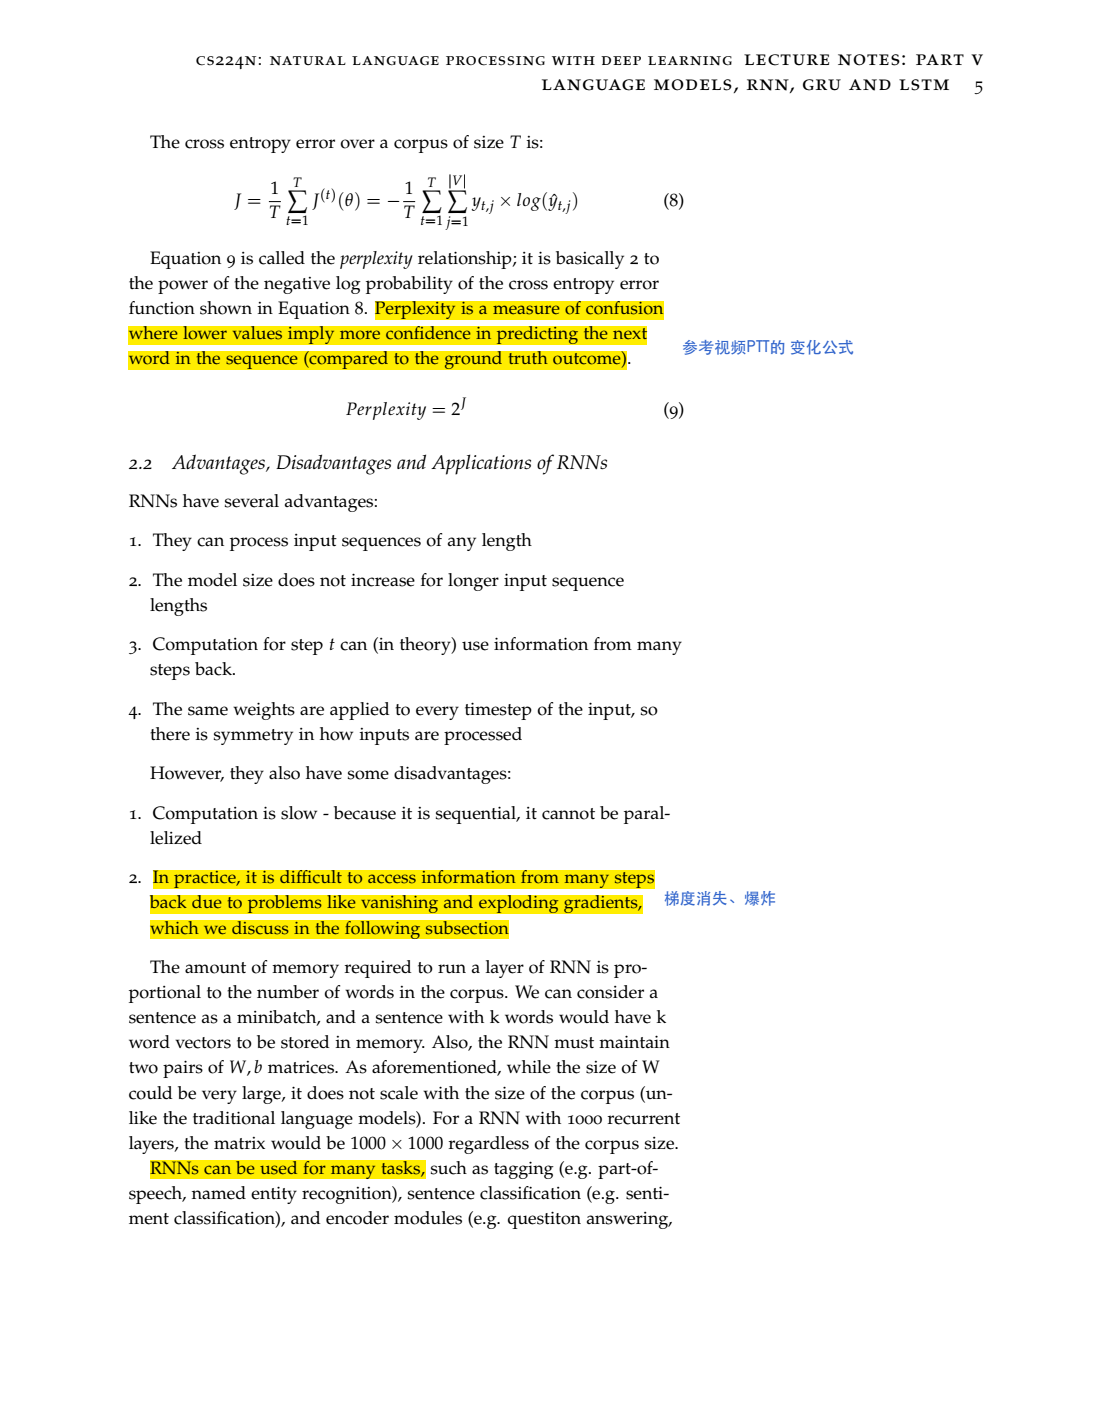 CS224N: NATURAL LANGUAGE PROCESSING WITH DEEP LEARNING LECTURE NOTES: PART V
LANGUAGE MODELS, RNN, GRU AND LSTM 5
The cross entropy error over a corpus of size T is:
J = \frac{1}{T} \sum_{t=1}^{T} J^{(t)}(θ) = -\frac{1}{T} \sum_{t=1}^{T} \sum_{j=1}^{|V|} y_{t,j} × log(ŷ_{t,j}) (8)
Equation 9 is called the perplexity relationship; it is basically 2 to
the power of the negative log probability of the cross entropy error
function shown in Equation 8. Perplexity is a measure of confusion
where lower values imply more confidence in predicting the next
word in the sequence (compared to the ground truth outcome).
参考视频PTT的 变化公式
Perplexity = 2^J (9)
2.2 Advantages, Disadvantages and Applications of RNNs
RNNs have several advantages:
1. They can process input sequences of any length
2. The model size does not increase for longer input sequence
lengths
3. Computation for step t can (in theory) use information from many
steps back.
4. The same weights are applied to every timestep of the input, so
there is symmetry in how inputs are processed
However, they also have some disadvantages:
1. Computation is slow - because it is sequential, it cannot be paral-
lelized
2. In practice, it is difficult to access information from many steps
back due to problems like vanishing and exploding gradients,
梯度消失、爆炸
which we discuss in the following subsection
The amount of memory required to run a layer of RNN is pro-
portional to the number of words in the corpus. We can consider a
sentence as a minibatch, and a sentence with k words would have k
word vectors to be stored in memory. Also, the RNN must maintain
two pairs of W, b matrices. As aforementioned, while the size of W
could be very large, it does not scale with the size of the corpus (un-
like the traditional language models). For a RNN with 1000 recurrent
layers, the matrix would be 1000 × 1000 regardless of the corpus size.
RNNs can be used for many tasks, such as tagging (e.g. part-of-
speech, named entity recognition), sentence classification (e.g. senti-
ment classification), and encoder modules (e.g. questiton answering,